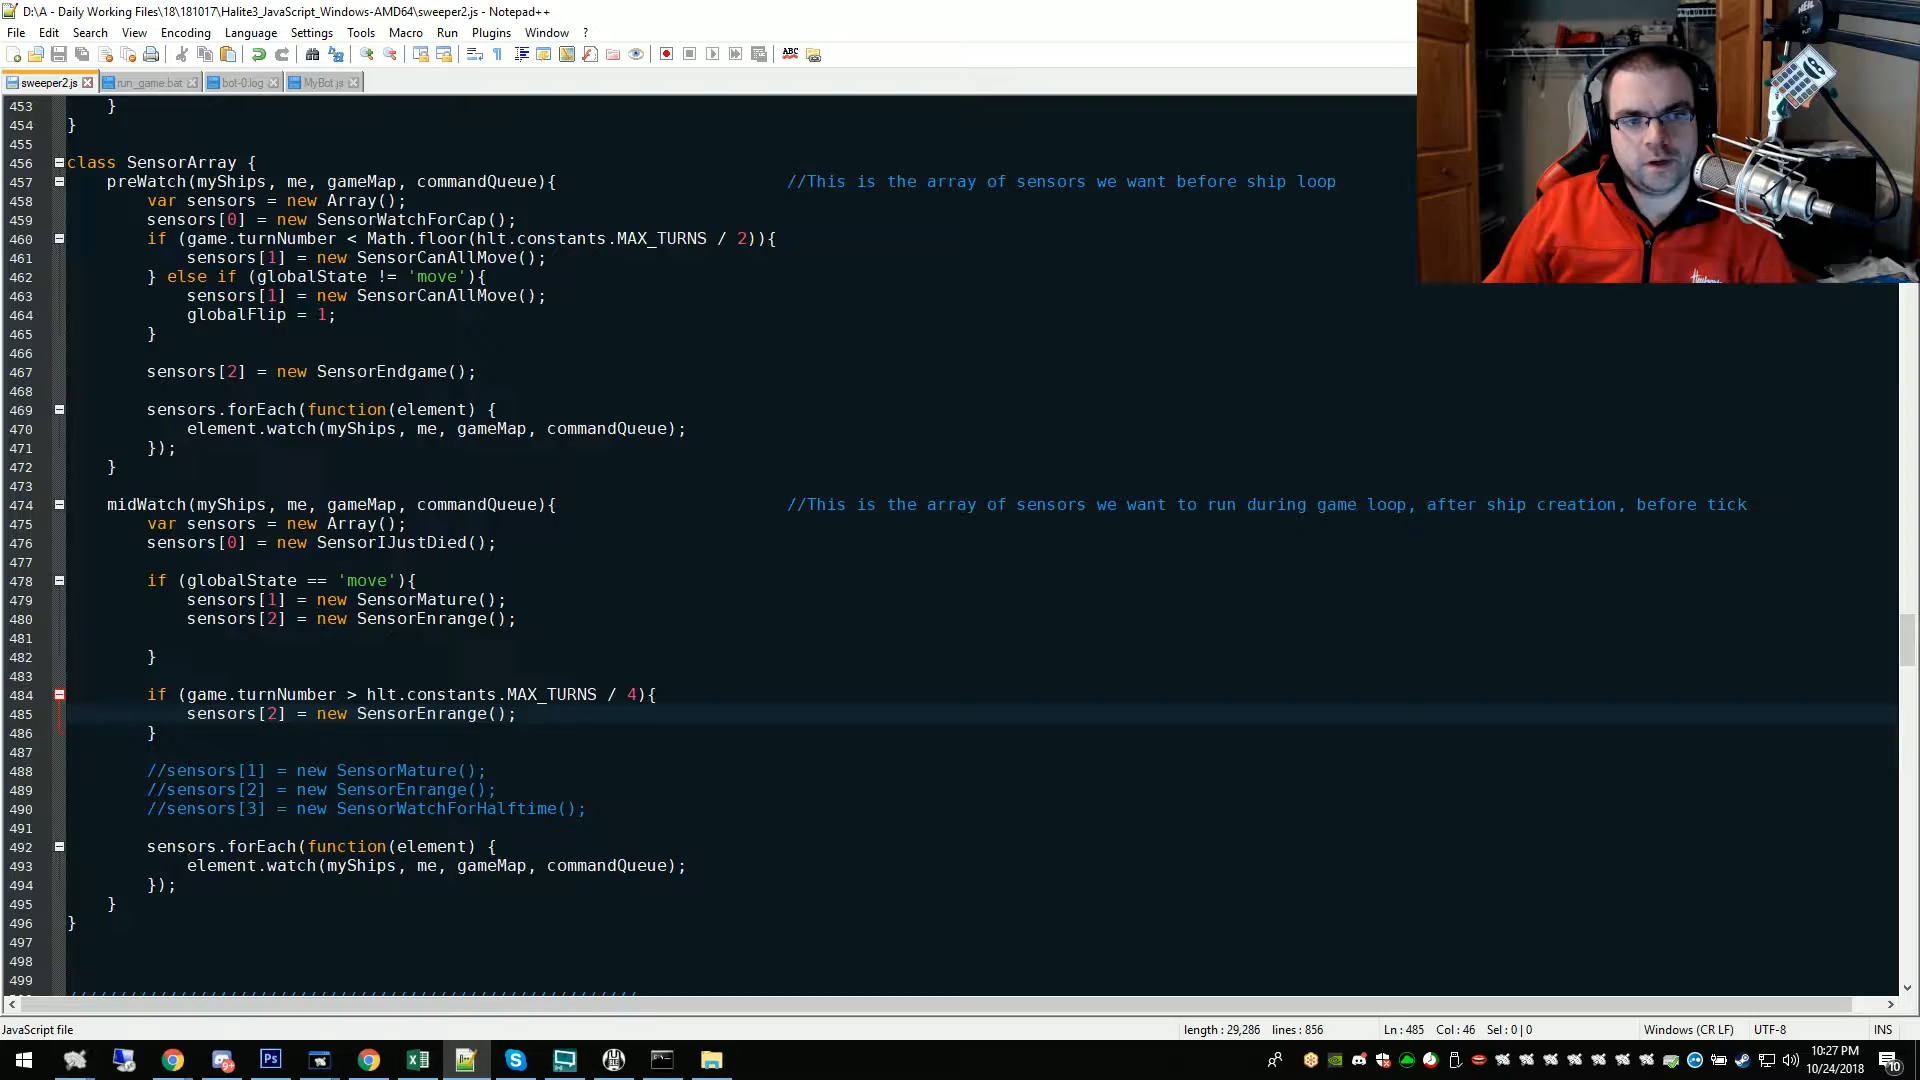 D:\A - Daily Working Files\18\181017\Halite3_JavaScript_Windows-AMD64\sweeper2.js - Notepad++
File Edit Search View Encoding Language Settings Tools Macro Run Plugins Window ?
sweeper2.js run_game.bat bot-0.log MyBot.js
453 }
454 }
455
456 class SensorArray {
457 preWatch(myShips, me, gameMap, commandQueue){ //This is the array of sensors we want before ship loop
458 var sensors = new Array();
459 sensors[0] = new SensorWatchForCap();
460 if (game.turnNumber < Math.floor(hlt.constants.MAX_TURNS / 2)){
461 sensors[1] = new SensorCanAllMove();
462 } else if (globalState != 'move'){
463 sensors[1] = new SensorCanAllMove();
464 globalFlip = 1;
465 }
466
467 sensors[2] = new SensorEndgame();
468
469 sensors.forEach(function(element) {
470 element.watch(myShips, me, gameMap, commandQueue);
471 });
472 }
473
474 midWatch(myShips, me, gameMap, commandQueue){ //This is the array of sensors we want to run during game loop, after ship creation, before tick
475 var sensors = new Array();
476 sensors[0] = new SensorIJustDied();
477
478 if (globalState == 'move'){
479 sensors[1] = new SensorMature();
480 sensors[2] = new SensorEnrange();
481
482 }
483
484 if (game.turnNumber > hlt.constants.MAX_TURNS / 4){
485 sensors[2] = new SensorEnrange();
486 }
487
488 //sensors[1] = new SensorMature();
489 //sensors[2] = new SensorEnrange();
490 //sensors[3] = new SensorWatchForHalftime();
491
492 sensors.forEach(function(element) {
493 element.watch(myShips, me, gameMap, commandQueue);
494 });
495 }
496 }
497
498
499
JavaScript file length : 29,286 lines : 856 Ln : 485 Col : 46 Sel : 0 | 0 Windows (CR LF) UTF-8 INS
10:27 PM
10/24/2018